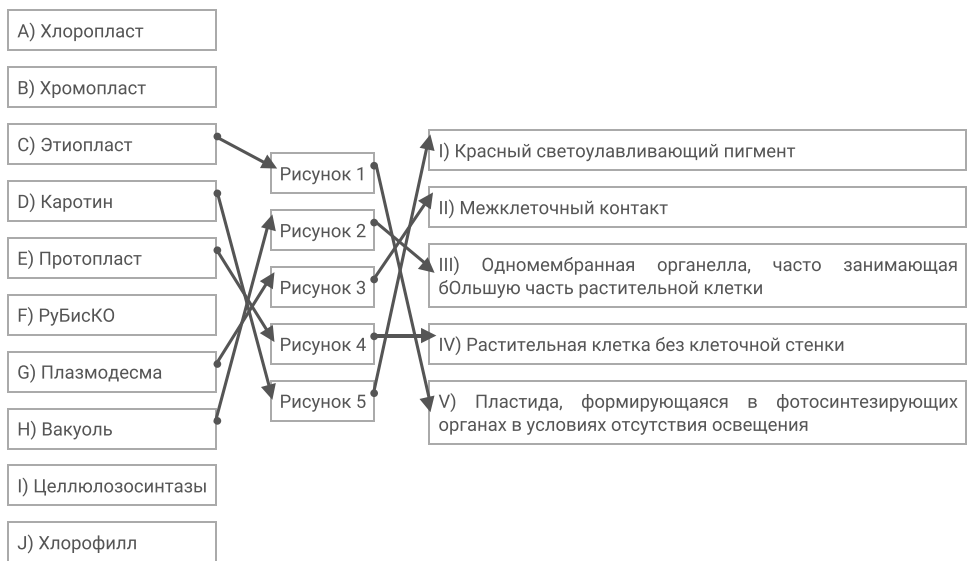 A) Хлоропласт
B) Хромопласт
C) Этиопласт
D) Каротин
E) Протопласт
F) РуБисКО
G) Плазмодесма
H) Вакуоль
I) Целлюлозосинтазы
J) Хлорофилл
Рисунок 1
Рисунок 2
Рисунок 3
Рисунок 4
Рисунок 5
I) Красный светоулавливающий пигмент
II) Межклеточный контакт
III) Одномембранная органелла, часто занимающая
бОльшую часть растительной клетки
IV) Растительная клетка без клеточной стенки
V) Пластида, формирующаяся в фотосинтезирующих
органах в условиях отсутствия освещения